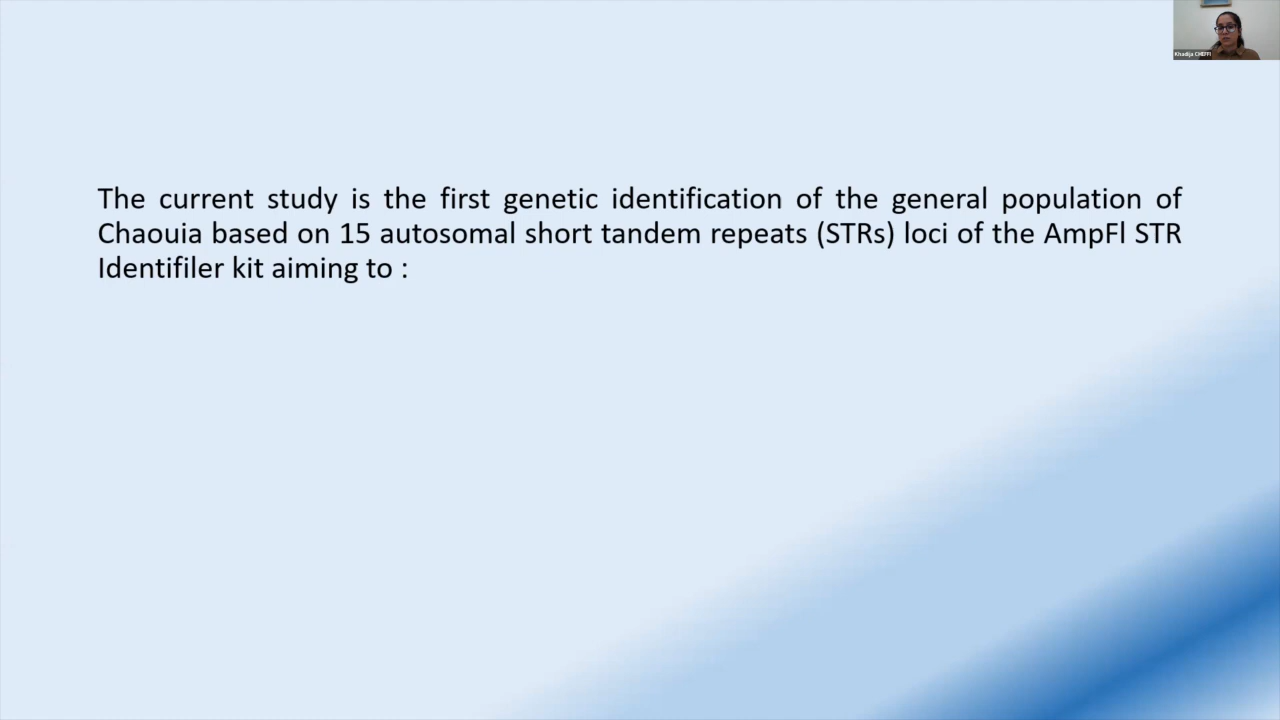 Khadija CHEFFI
The current study is the first genetic identification of the general population of
Chaouia based on 15 autosomal short tandem repeats (STRs) loci of the AmpFl STR
Identifiler kit aiming to :